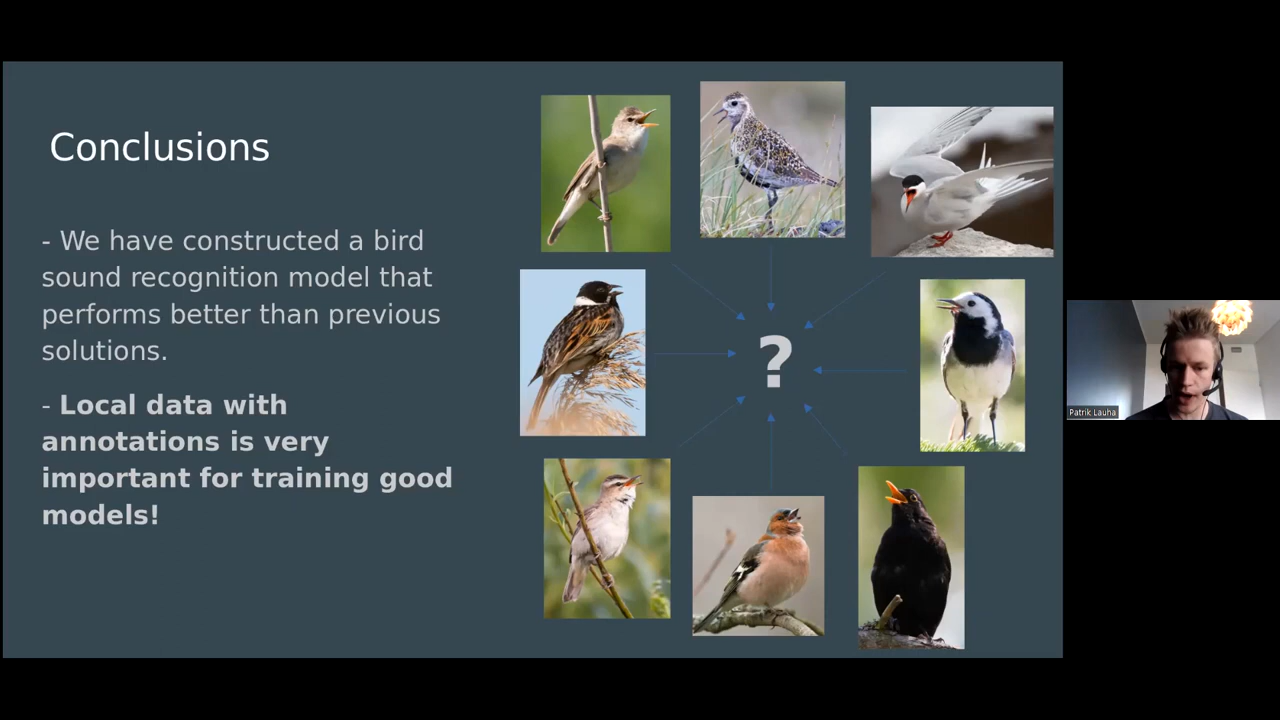 Conclusions
- We have constructed a bird
sound recognition model that
performs better than previous
solutions.
- Local data with
annotations is very
important for training good
models!
?
Patrik Lauha